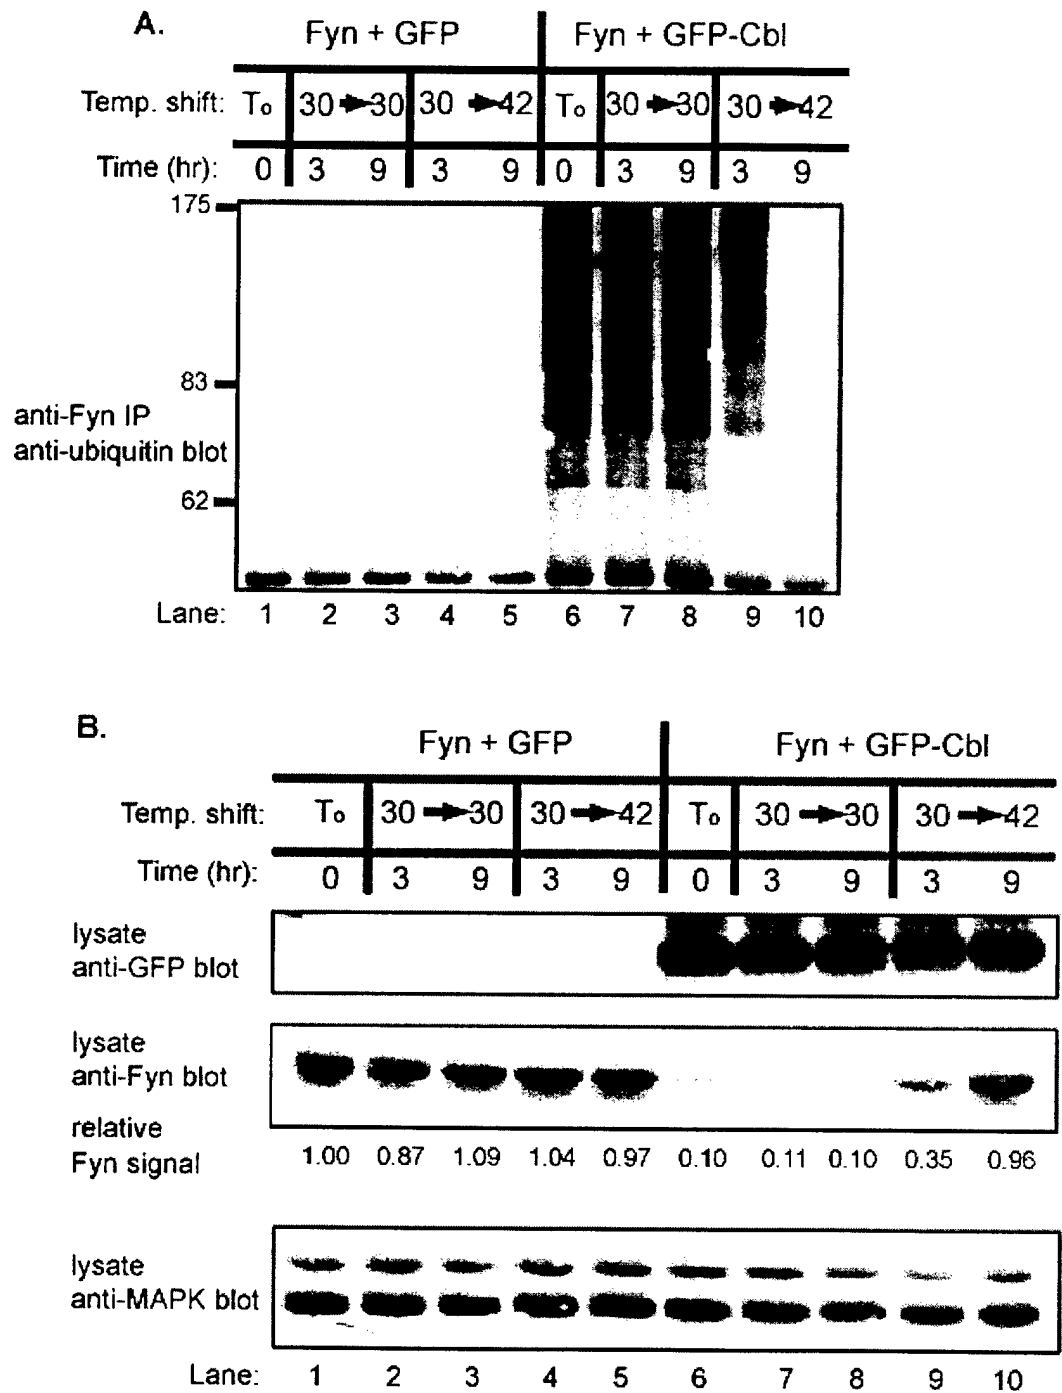 A.
Fyn + GFP Fyn + GFP-Cbl
Temp. shift: To 30 30 30 42 To 30 30 30 42
Time (hr): 0 3 9 3 9 0 3 9 3 9
175
83
anti-Fyn IP
anti-ubiquitin blot
62
Lane: 1 2 3 4 5 6 7 8 9 10
B.
Fyn + GFP Fyn + GFP-Cbl
Temp. shift: To 30 30 30 42 To 30 30 30 42
Time (hr): 0 3 9 3 9 0 3 9 3 9
lysate
anti-GFP blot
lysate
anti-Fyn blot
relative
Fyn signal 1.00 0.87 1.09 1.04 0.97 0.10 0.11 0.10 0.35 0.96
lysate
anti-MAPK blot
Lane: 1 2 3 4 5 6 7 8 9 10